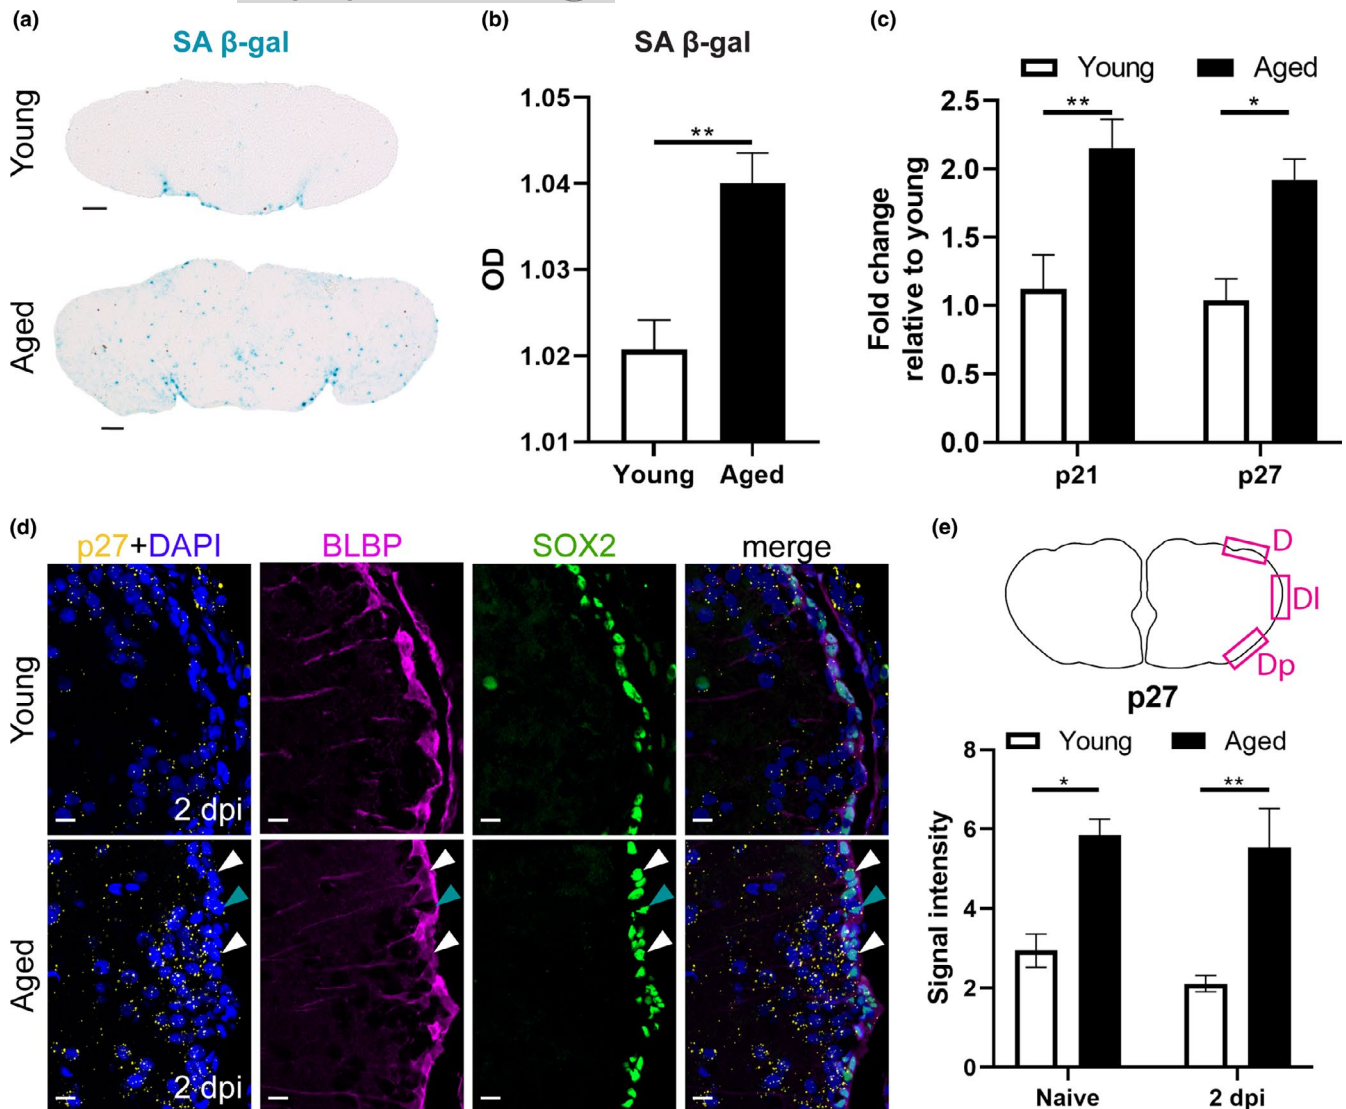 (a)
SA β-gal
Young
Aged
(b)
SA β-gal
OD
1.05
1.04
1.03
1.02
1.01
**
Young Aged
(c)
Young Aged
Fold change
relative to young
2.5
2.0
1.5
1.0
0.5
0.0
** *
p21 p27
(d)
p27+DAPI BLBP SOX2 merge
Young
2 dpi
Aged
2 dpi
(e)
D
Dl
Dp
p27
Young Aged
Signal intensity
8
6
4
2
0
* **
Naive 2 dpi